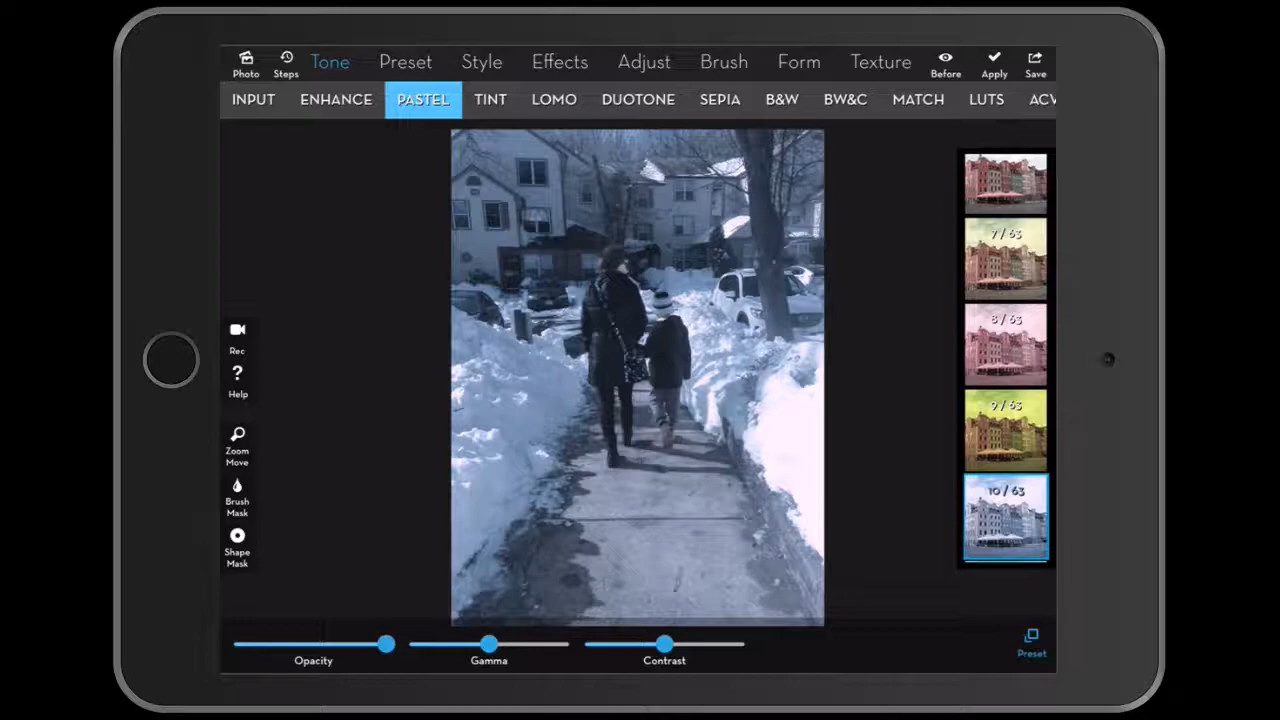 Photo Steps Tone Preset Style Effects Adjust Brush Form Texture Before Apply Save
INPUT ENHANCE PASTEL TINT LOMO DUOTONE SEPIA B&W BW&C MATCH LUTS ACV
7 / 63
8 / 63
9 / 63
10 / 63
Rec
Help
Zoom
Move
Brush
Mask
Shape
Mask
Opacity Gamma Contrast
Preset